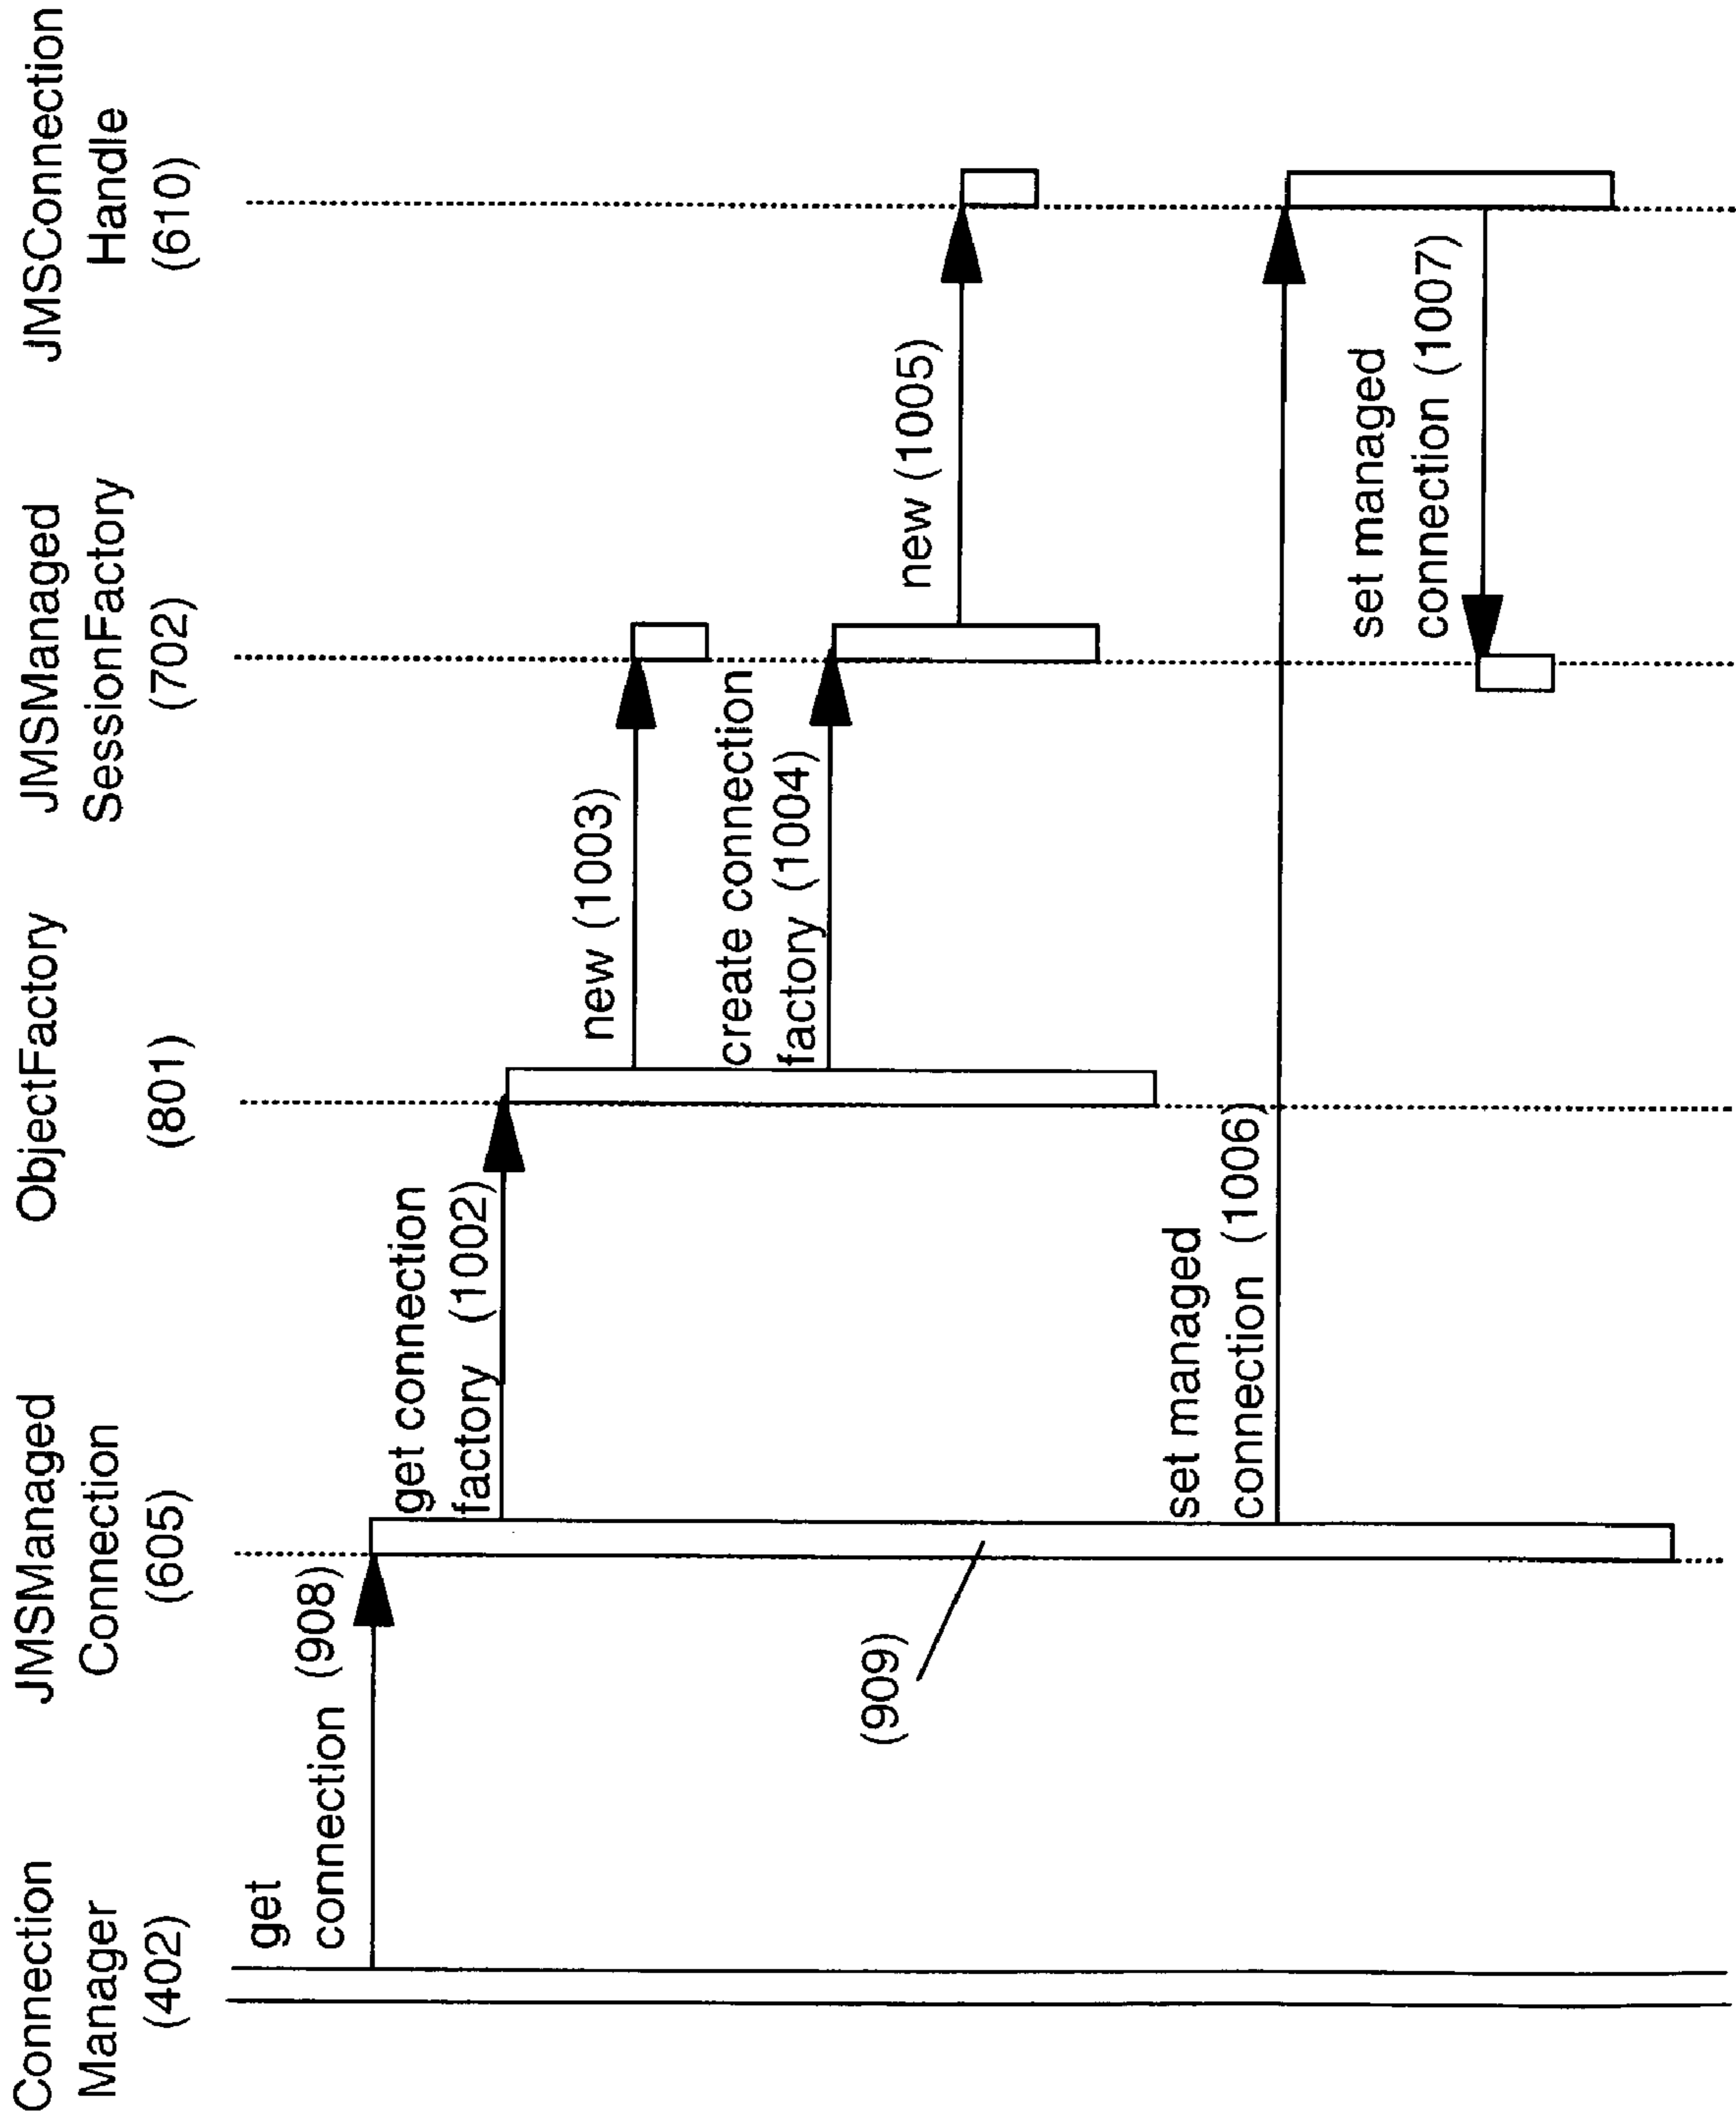 Connection
Manager
(402)
JMSManaged
Connection
(605)
ObjectFactory
(801)
JMSManaged
SessionFactory
(702)
JMSConnection
Handle
(610)
get
connection (908)
get connection
factory (1002)
new (1003)
create connection
factory (1004)
(909)
new (1005)
set managed
connection (1006)
set managed
connection (1007)